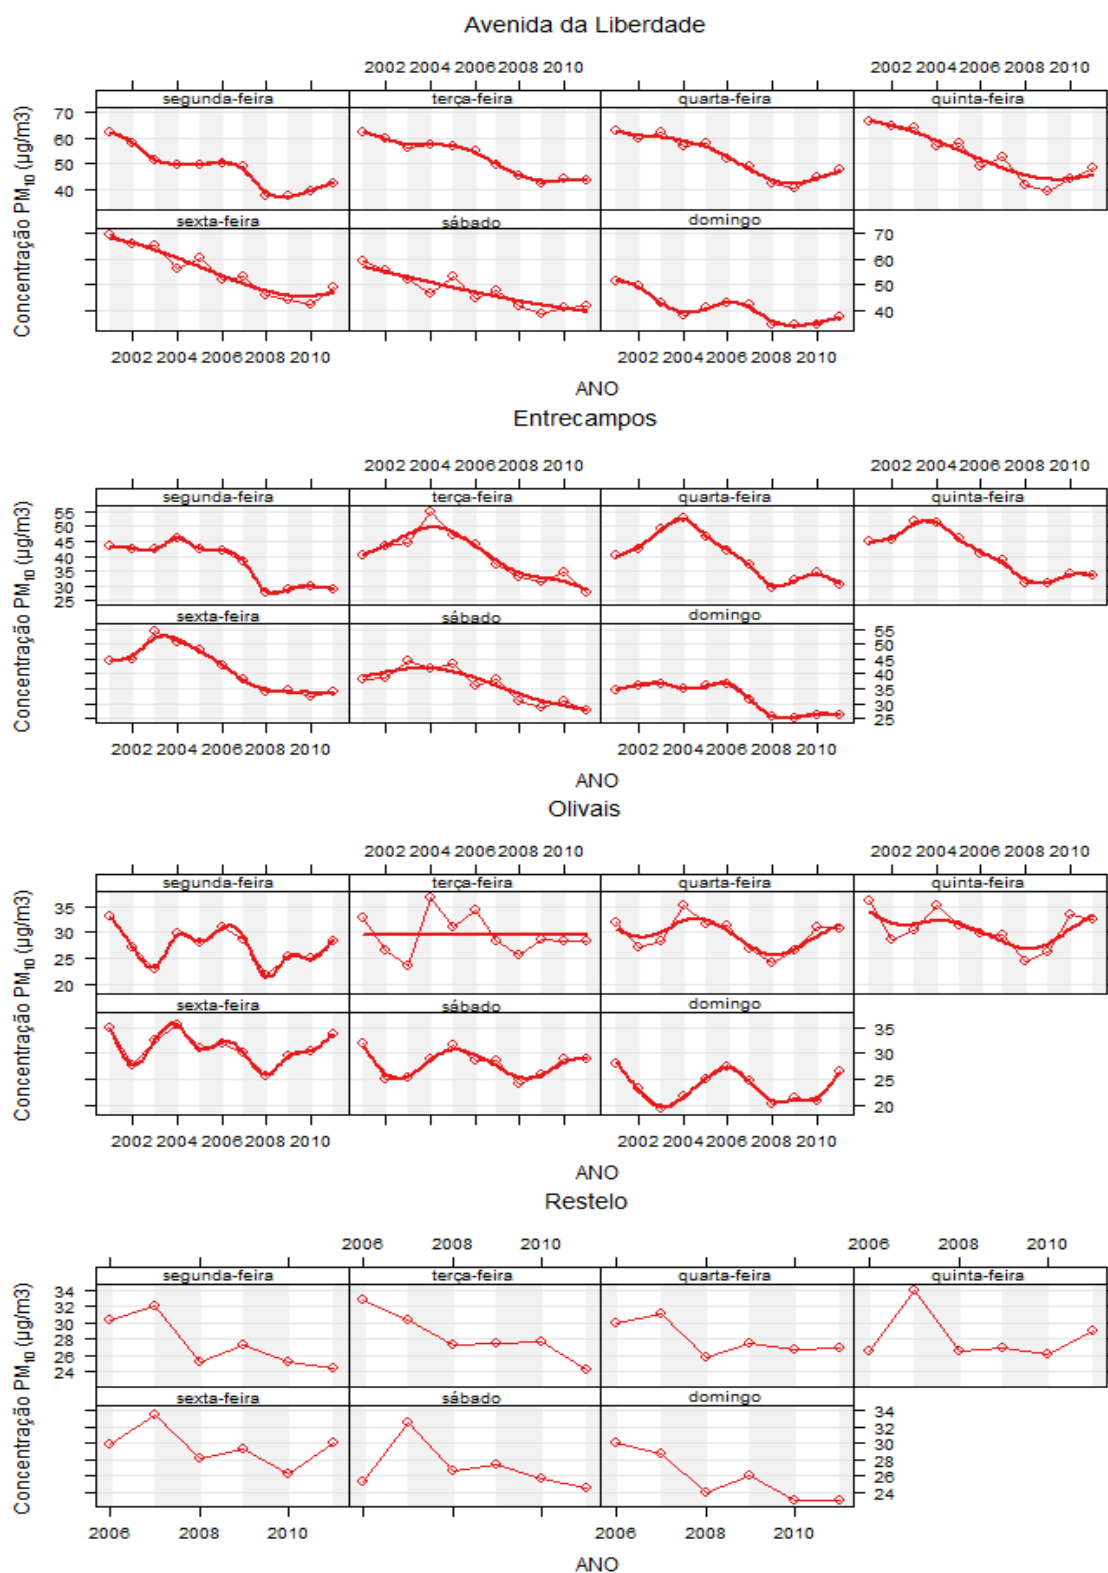 Avenida da Liberdade
2002 2004 2006 2008 2010 2002 2004 2006 2008 2010
segunda-feira terça-feira quarta-feira quinta-feira
70
60
50
40
Concentração PM10 (µg/m3)
sexta-feira sábado domingo
70
60
50
40
2002 2004 2006 2008 2010 2002 2004 2006 2008 2010
ANO
Entrecampos
2002 2004 2006 2008 2010 2002 2004 2006 2008 2010
segunda-feira terça-feira quarta-feira quinta-feira
55
50
45
40
35
30
25
Concentração PM10 (µg/m3)
sexta-feira sábado domingo
55
50
45
40
35
30
25
2002 2004 2006 2008 2010 2002 2004 2006 2008 2010
ANO
Olivais
2002 2004 2006 2008 2010 2002 2004 2006 2008 2010
segunda-feira terça-feira quarta-feira quinta-feira
35
30
25
20
Concentração PM10 (µg/m3)
sexta-feira sábado domingo
35
30
25
20
2002 2004 2006 2008 2010 2002 2004 2006 2008 2010
ANO
Restelo
2006 2008 2010 2006 2008 2010
segunda-feira terça-feira quarta-feira quinta-feira
34
32
30
28
26
24
Concentração PM10 (µg/m3)
sexta-feira sábado domingo
34
32
30
28
26
24
2006 2008 2010 2006 2008 2010
ANO